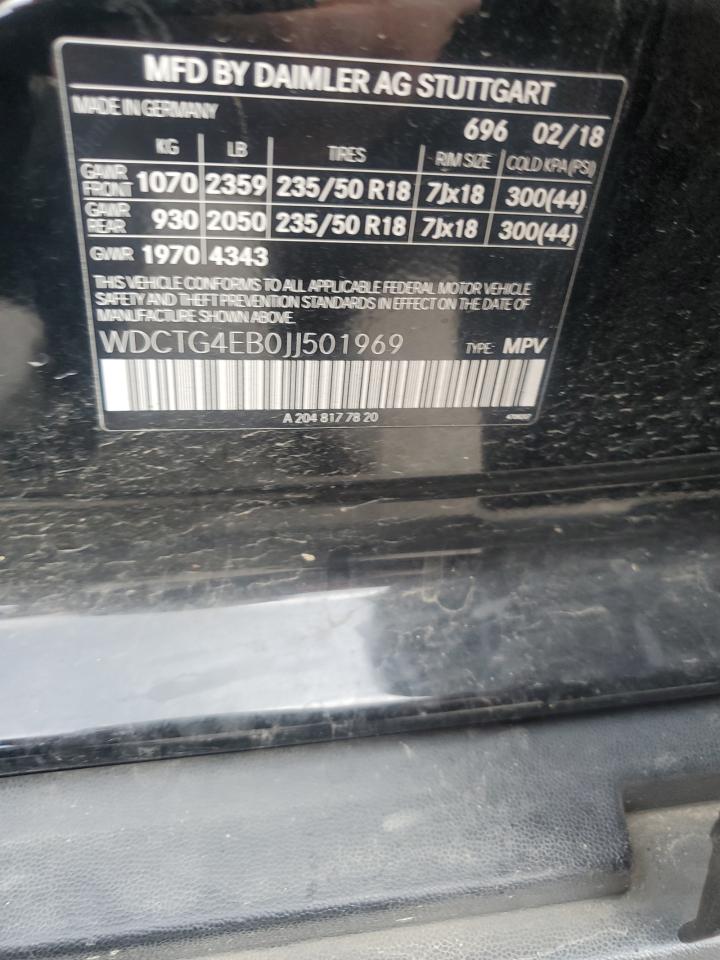 MFD BY DAIMLER AG STUTTGART
MADE IN GERMANY
696 02/18
KG LB TIRES RIM SIZE COLD KPA (PSI)
GAWR FRONT 1070 2359 235/50 R18 7Jx18 300(44)
GAWR REAR 930 2050 235/50 R18 7Jx18 300(44)
GVWR 1970 4343
THIS VEHICLE CONFORMS TO ALL APPLICABLE FEDERAL MOTOR VEHICLE
SAFETY AND THEFT PREVENTION STANDARDS IN EFFECT ON THE DATE OF
MANUFACTURE SHOWN ABOVE.
WDCTG4EB0JJ501969 TYPE: MPV
A 204 817 78 20